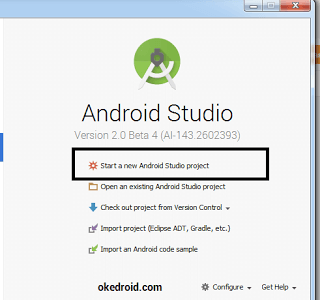 Android Studio
Version 2.0 Beta 4 (AI-143.2602393)
Start a new Android Studio project
Open an existing Android Studio project
Check out project from Version Control
Import project (Eclipse ADT, Gradle, etc.)
Import an Android code sample
okedroid.com Configure Get Help